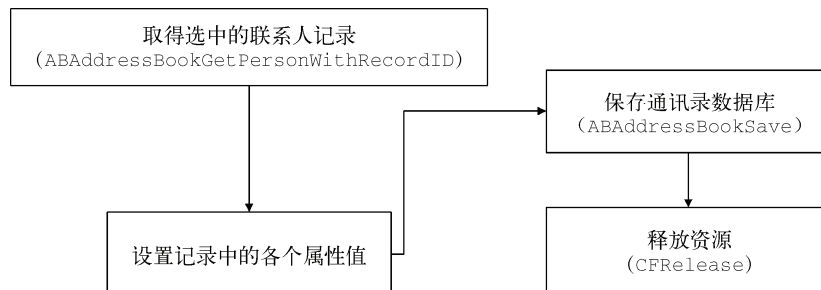 取得选中的联系人记录
(ABAddressBookGetPersonWithRecordID)
设置记录中的各个属性值
保存通讯录数据库
(ABAddressBookSave)
释放资源
(CFRelease)